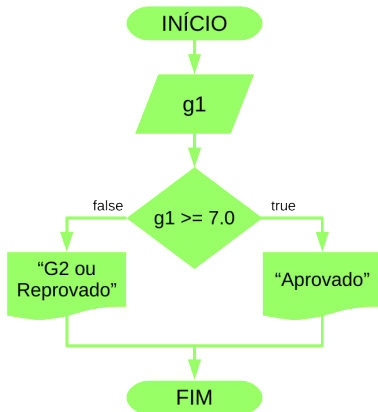 INÍCIO
g1
g1 >= 7.0
false
true
“G2 ou
Reprovado”
“Aprovado”
FIM